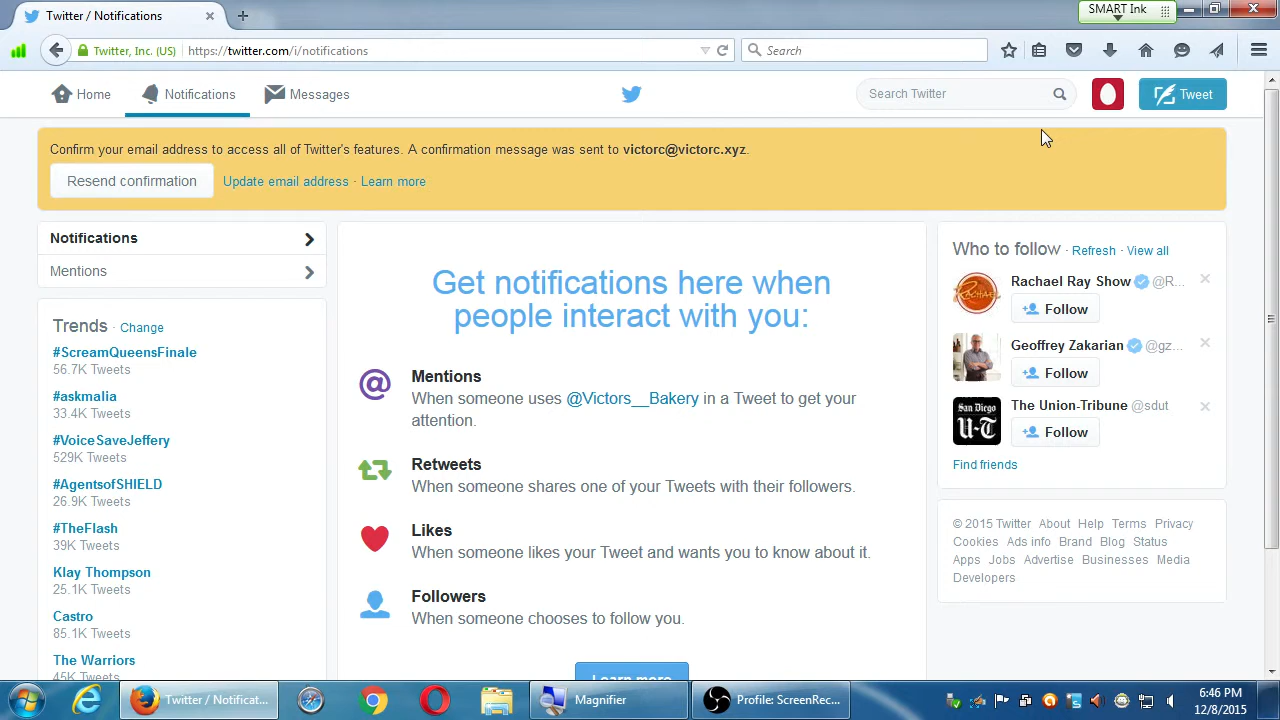 Twitter / Notifications
SMART Ink
Twitter, Inc. (US)
https://twitter.com/i/notifications
Search
Home
Notifications
Messages
Search Twitter
Tweet
Confirm your email address to access all of Twitter's features. A confirmation message was sent to victorc@victorc.xyz.
Resend confirmation
Update email address · Learn more
Notifications
Mentions
Trends · Change
#ScreamQueensFinale
56.7K Tweets
#askmalia
33.4K Tweets
#VoiceSaveJeffery
529K Tweets
#AgentsofSHIELD
26.9K Tweets
#TheFlash
39K Tweets
Klay Thompson
25.1K Tweets
Castro
85.1K Tweets
The Warriors
45K Tweets
Get notifications here when
people interact with you:
Mentions
When someone uses @Victors__Bakery in a Tweet to get your
attention.
Retweets
When someone shares one of your Tweets with their followers.
Likes
When someone likes your Tweet and wants you to know about it.
Followers
When someone chooses to follow you.
Learn more
Who to follow · Refresh · View all
Rachael
Rachael Ray Show @R...
Follow
Geoffrey Zakarian @gz...
Follow
San Diego
U-T
The Union-Tribune @sdut
Follow
Find friends
© 2015 Twitter About Help Terms Privacy
Cookies Ads info Brand Blog Status
Apps Jobs Advertise Businesses Media
Developers
Twitter / Notificat...
Magnifier
Profile: ScreenRec...
6:46 PM
12/8/2015